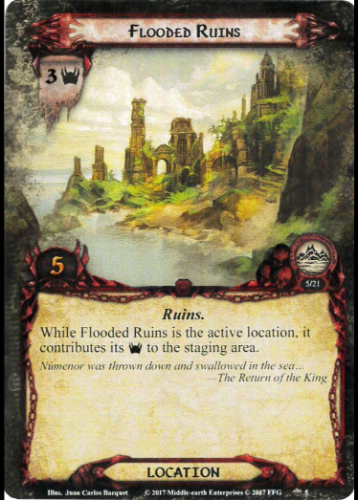 FLOODED RUINS
3
5
5/21
Ruins.
While Flooded Ruins is the active location, it
contributes its to the staging area.
Númenor was thrown down and swallowed in the sea…
—The Return of the King
LOCATION
Illus. Juan Carlos Barquet
© 2017 Middle-earth Enterprises © 2017 FFG